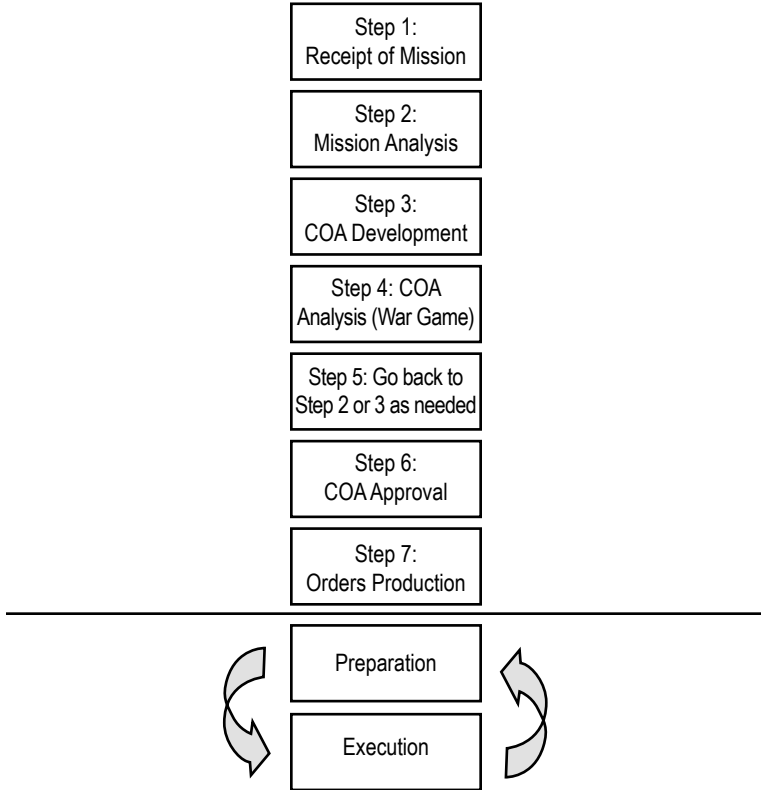 Step 1:
Receipt of Mission
Step 2:
Mission Analysis
Step 3:
COA Development
Step 4: COA
Analysis (War Game)
Step 5: Go back to
Step 2 or 3 as needed
Step 6:
COA Approval
Step 7:
Orders Production
Preparation
Execution